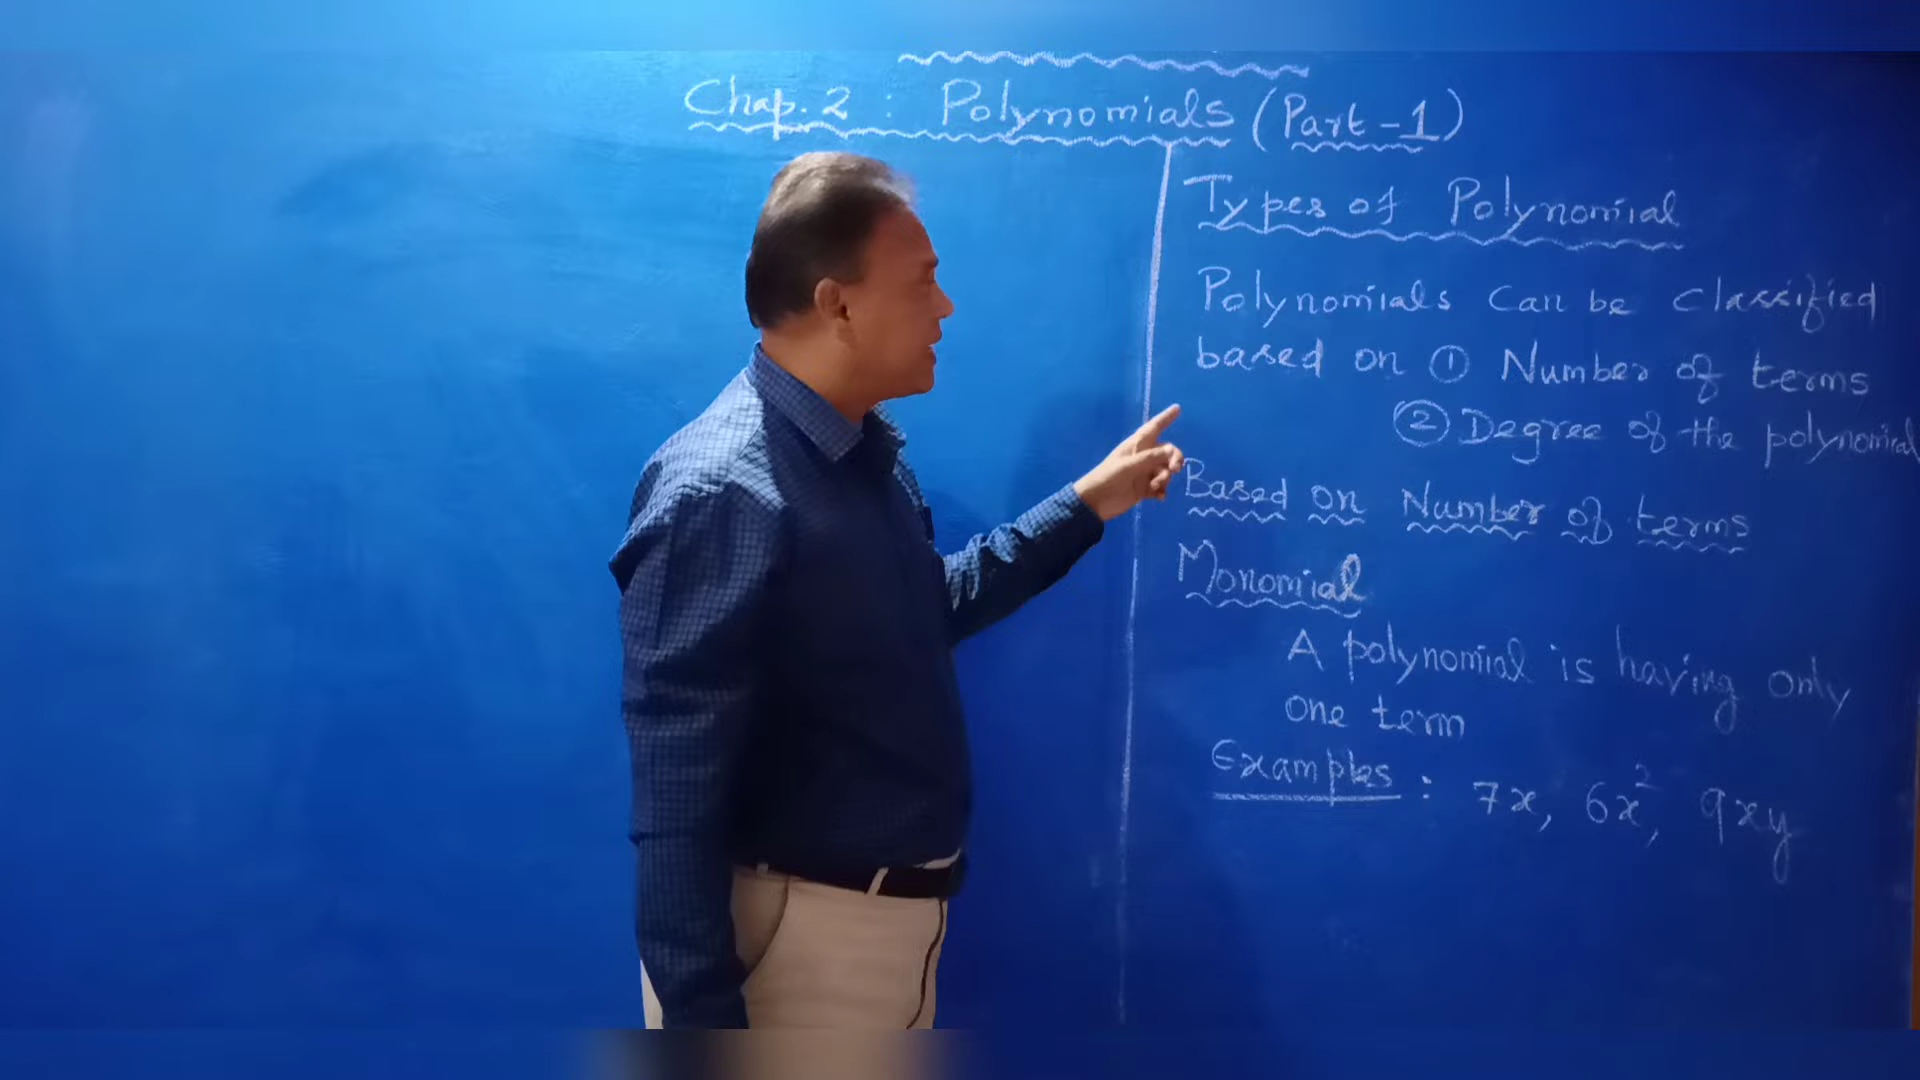 Chap. 2 : Polynomials (Part-1)
Types of Polynomial
Polynomials can be classified
based on ① Number of terms
② Degree of the polynomial
Based on Number of terms
Monomial
A polynomial is having only
one term
Examples : 7x, 6x², 9xy